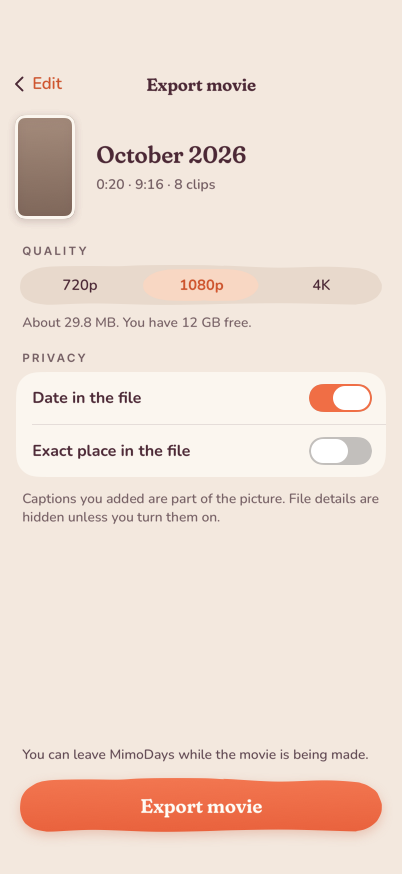 Edit
Export movie
October 2026
0:20 · 9:16 · 8 clips
QUALITY
720p
1080p
4K
About 29.8 MB. You have 12 GB free.
PRIVACY
Date in the file
Exact place in the file
Captions you added are part of the picture. File details are
hidden unless you turn them on.
You can leave MimoDays while the movie is being made.
Export movie